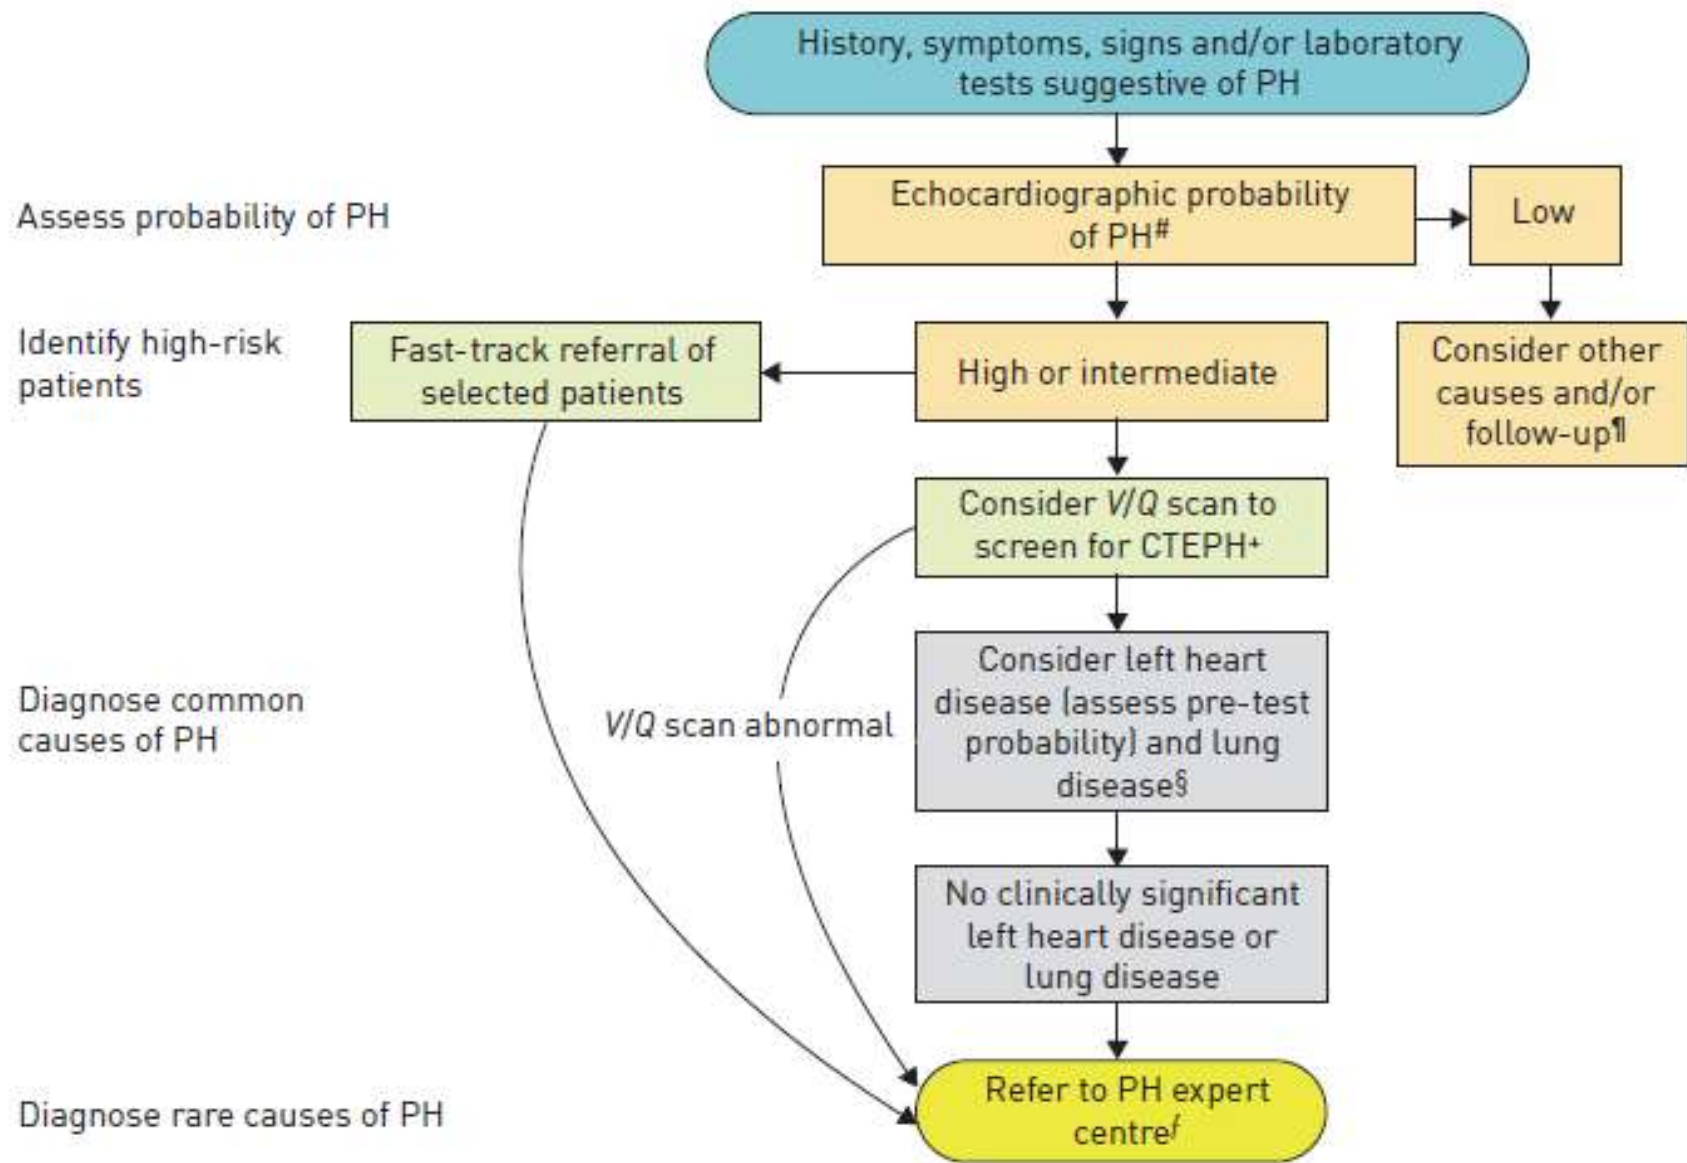 History, symptoms, signs and/or laboratory
tests suggestive of PH
Assess probability of PH
Echocardiographic probability
of PH#
Low
Identify high-risk
patients
Fast-track referral of
selected patients
High or intermediate
Consider other
causes and/or
follow-up¶
Consider V/Q scan to
screen for CTEPH+
Diagnose common
causes of PH
V/Q scan abnormal
Consider left heart
disease (assess pre-test
probability) and lung
disease§
No clinically significant
left heart disease or
lung disease
Diagnose rare causes of PH
Refer to PH expert
centreƒ